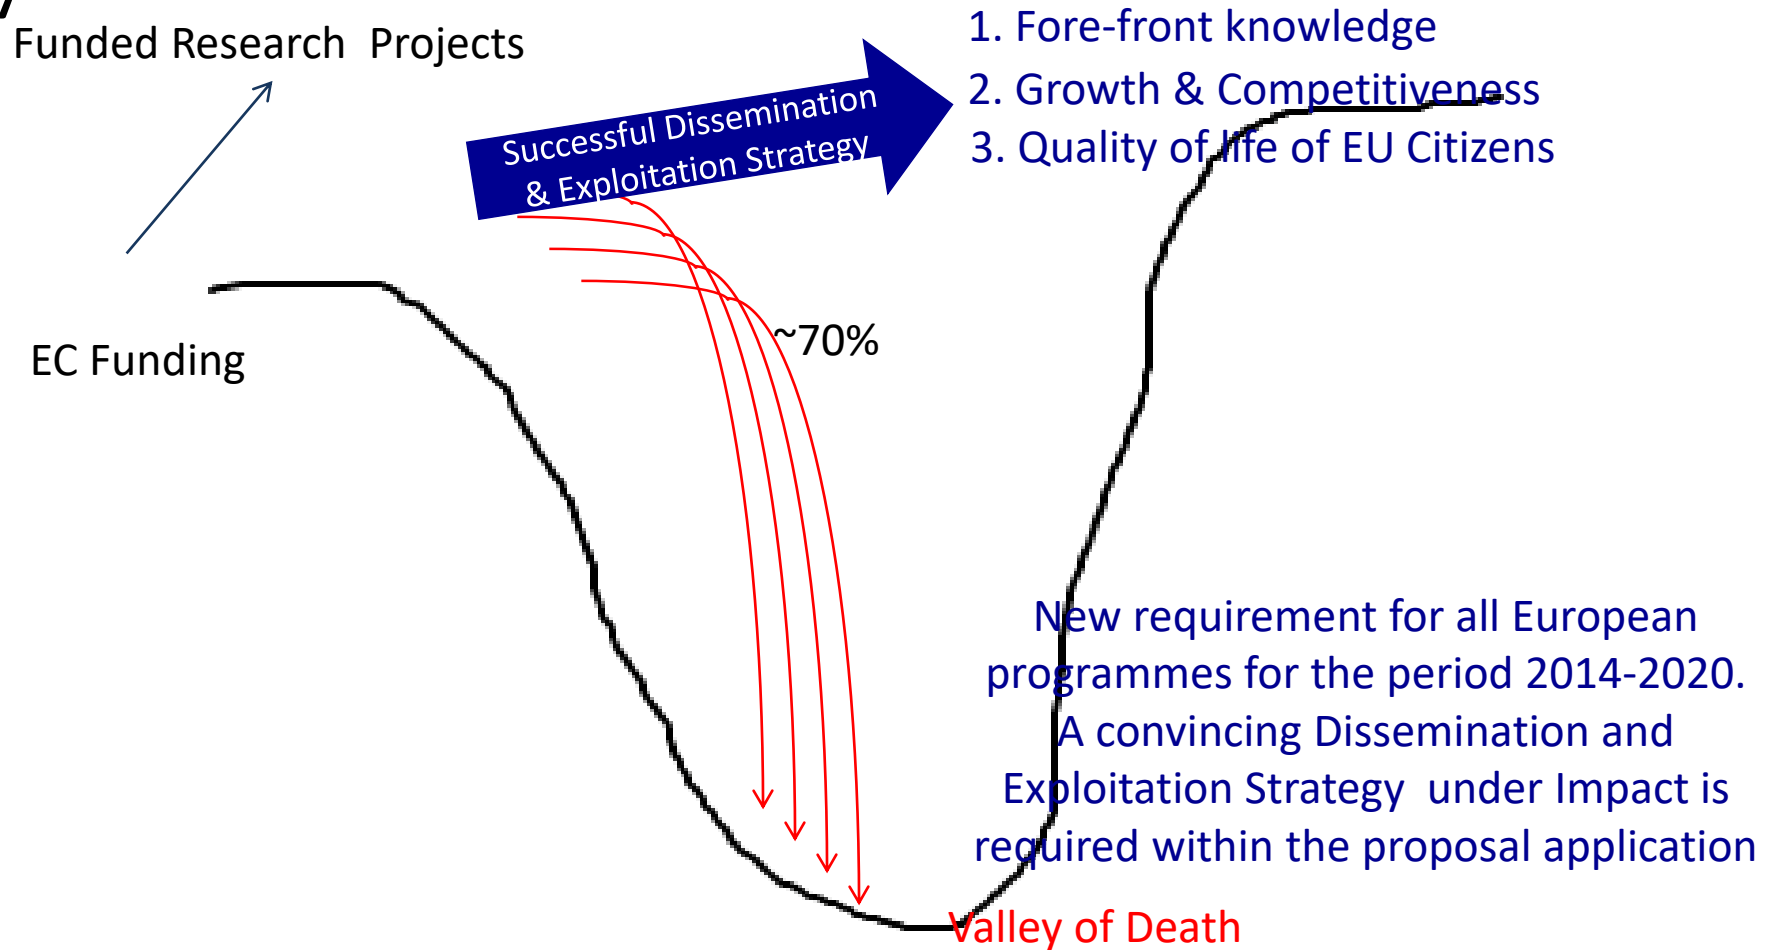 Funded Research Projects
1. Fore-front knowledge
2. Growth & Competitiveness
3. Quality of life of EU Citizens
Successful Dissemination
& Exploitation Strategy
~70%
EC Funding
New requirement for all European
programmes for the period 2014-2020.
A convincing Dissemination and
Exploitation Strategy under Impact is
required within the proposal application
Valley of Death